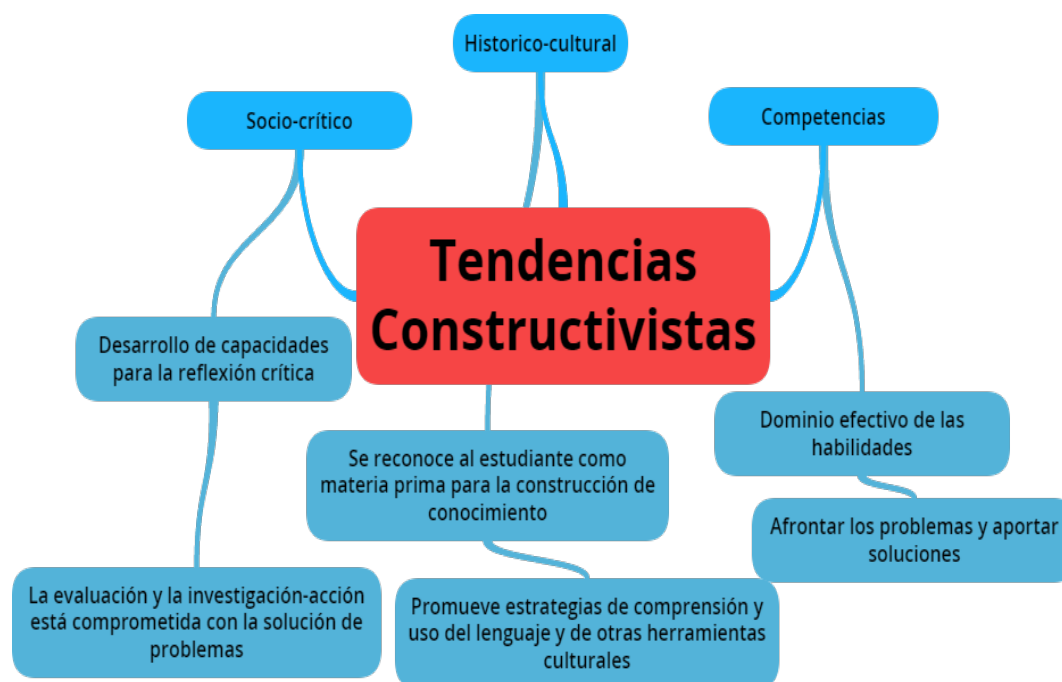 Historico-cultural
Socio-crítico
Competencias
Tendencias
Constructivistas
Desarrollo de capacidades
para la reflexión crítica
Dominio efectivo de las
habilidades
Se reconoce al estudiante como
materia prima para la construcción de
conocimiento
Afrontar los problemas y aportar
soluciones
La evaluación y la investigación-acción
está comprometida con la solución de
problemas
Promueve estrategias de comprensión y
uso del lenguaje y de otras herramientas
culturales